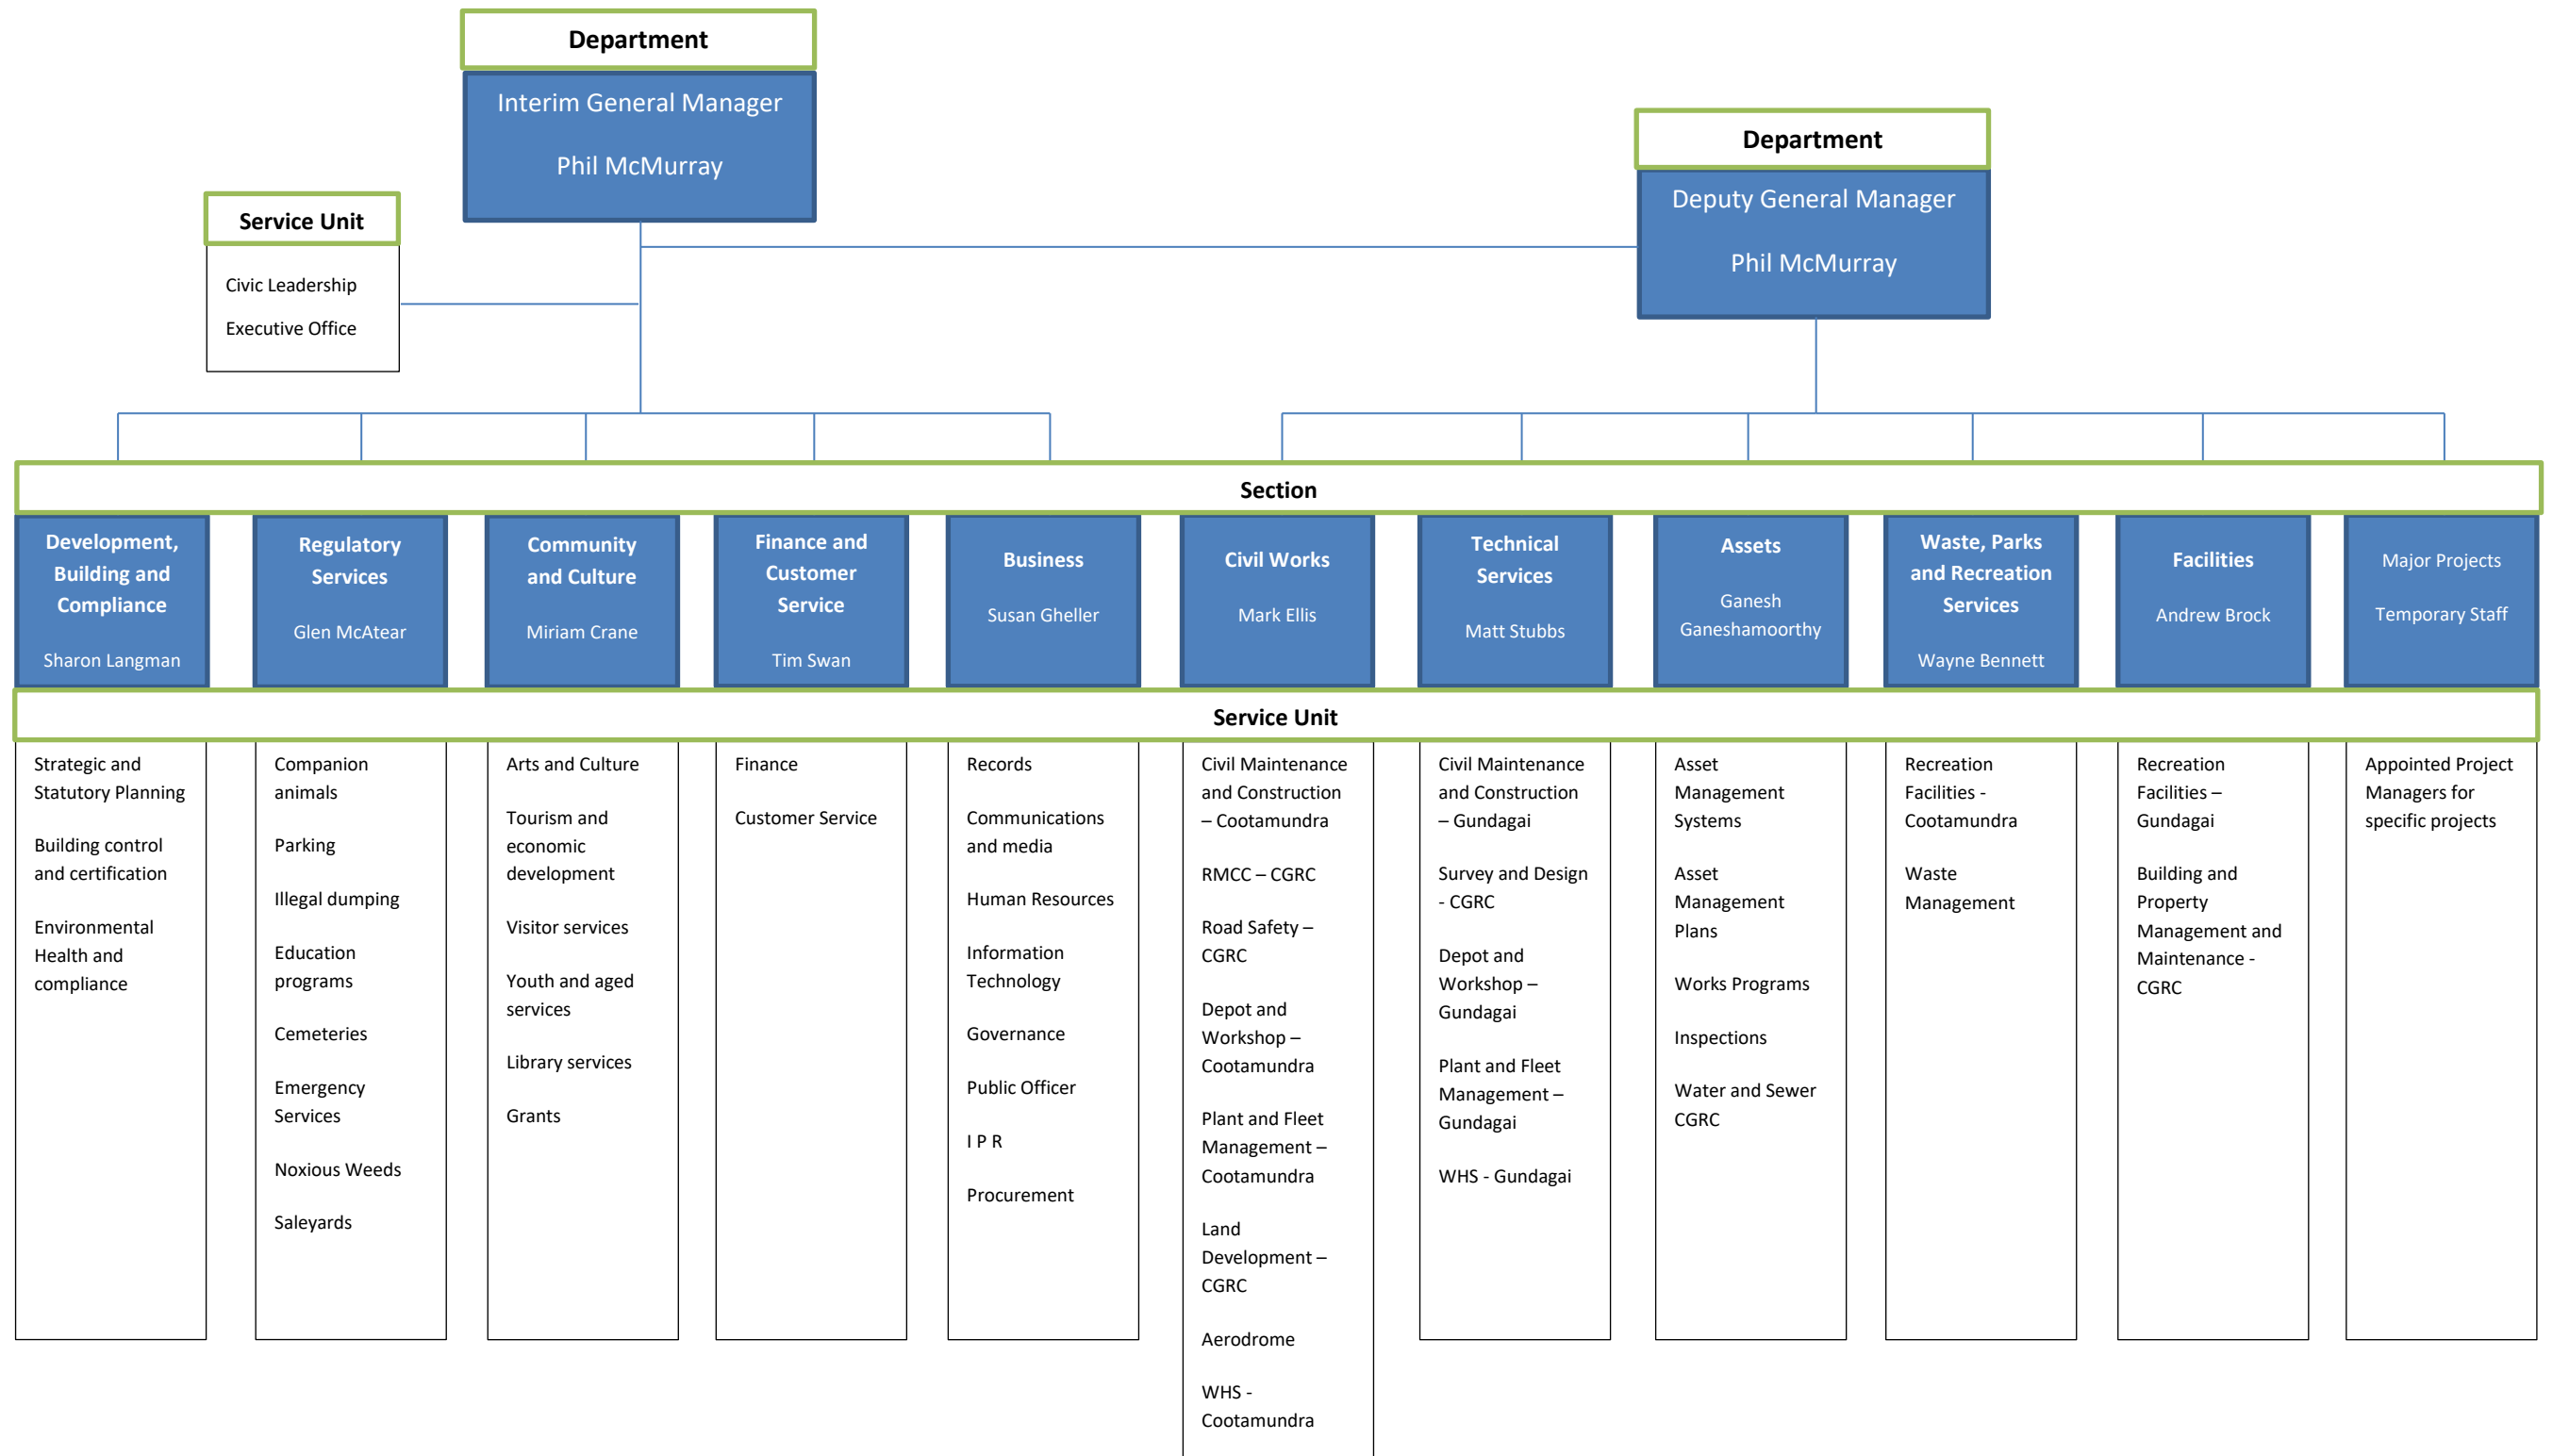 Department
Interim General Manager
Phil McMurray
Department
Deputy General Manager
Phil McMurray
Service Unit
Civic Leadership
Executive Office
Section
Development,
Building and
Compliance
Sharon Langman
Regulatory
Services
Glen McAtear
Community
and Culture
Miriam Crane
Finance and
Customer
Service
Tim Swan
Business
Susan Gheller
Civil Works
Mark Ellis
Technical
Services
Matt Stubbs
Assets
Ganesh
Ganeshamoorthy
Waste, Parks
and Recreation
Services
Wayne Bennett
Facilities
Andrew Brock
Major Projects
Temporary Staff
Service Unit
Strategic and
Statutory Planning
Building control
and certification
Environmental
Health and
compliance
Companion
animals
Parking
Illegal dumping
Education
programs
Cemeteries
Emergency
Services
Noxious Weeds
Saleyards
Arts and Culture
Tourism and
economic
development
Visitor services
Youth and aged
services
Library services
Grants
Finance
Customer Service
Records
Communications
and media
Human Resources
Information
Technology
Governance
Public Officer
I P R
Procurement
Civil Maintenance
and Construction
– Cootamundra
RMCC – CGRC
Road Safety –
CGRC
Depot and
Workshop –
Cootamundra
Plant and Fleet
Management –
Cootamundra
Land
Development –
CGRC
Aerodrome
WHS -
Cootamundra
Civil Maintenance
and Construction
– Gundagai
Survey and Design
- CGRC
Depot and
Workshop –
Gundagai
Plant and Fleet
Management –
Gundagai
WHS - Gundagai
Asset
Management
Systems
Asset
Management
Plans
Works Programs
Inspections
Water and Sewer
CGRC
Recreation
Facilities -
Cootamundra
Waste
Management
Recreation
Facilities –
Gundagai
Building and
Property
Management and
Maintenance -
CGRC
Appointed Project
Managers for
specific projects